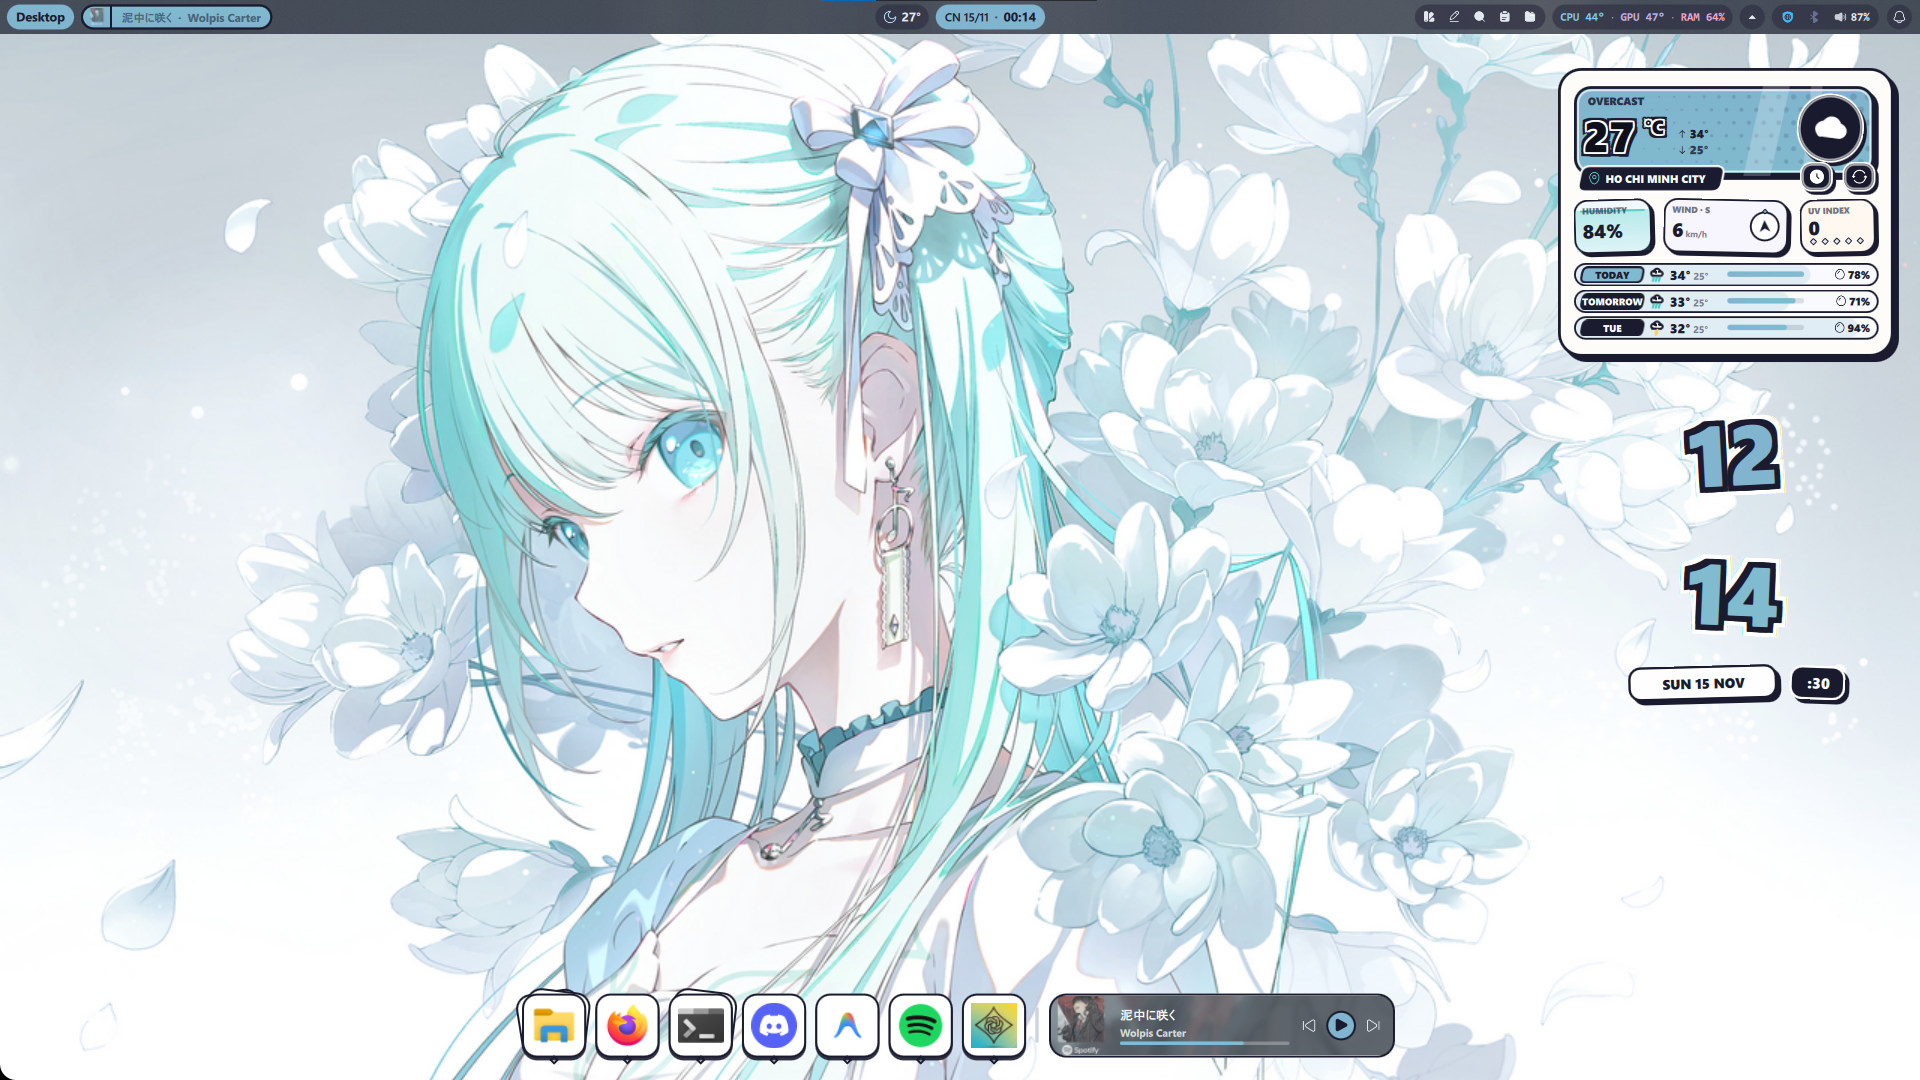 Desktop
泥中に咲く · Wolpis Carter
27°
CN 15/11 · 00:14
CPU 44° · GPU 47° · RAM 64%
87%
OVERCAST
27 °C
↑ 34°
↓ 25°
HO CHI MINH CITY
HUMIDITY
84%
WIND · S
6 km/h
UV INDEX
0
TODAY 34° 25° 78%
TOMORROW 33° 25° 71%
TUE 32° 25° 94%
12
14
SUN 15 NOV
:30
泥中に咲く
Wolpis Carter
Spotify